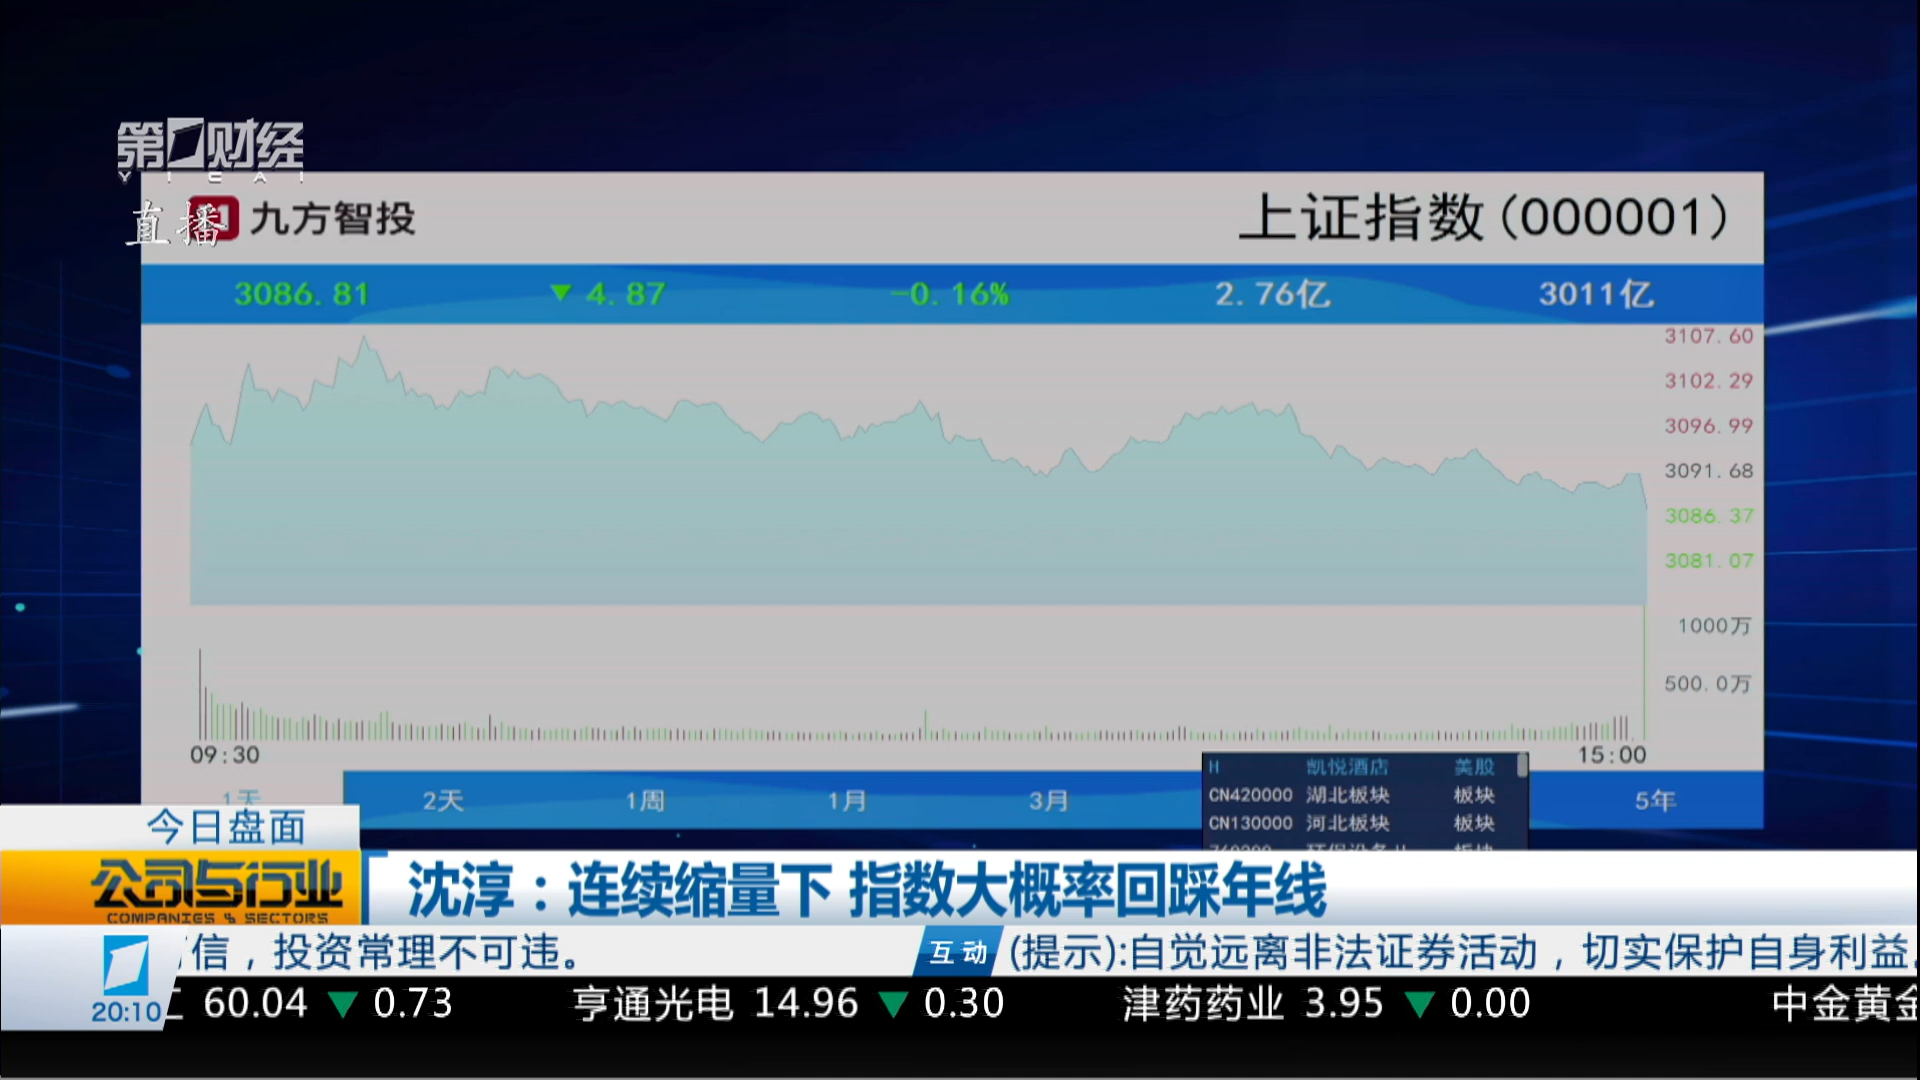 第一财经
YICAI
直播
九方智投
上证指数(000001)
3086.81 ▼ 4.87 -0.16% 2.76亿 3011亿
3107.60
3102.29
3096.99
3091.68
3086.37
3081.07
1000万
500.0万
09:30 15:00
1天 2天 1周 1月 3月 5年
H 凯悦酒店 美股
CN420000 湖北板块 板块
CN130000 河北板块 板块
今日盘面
公司与行业
COMPANIES & SECTORS
沈淳：连续缩量下 指数大概率回踩年线
信，投资常理不可违。 互动 (提示):自觉远离非法证券活动，切实保护自身利益
20:10
60.04 ▼ 0.73 亨通光电 14.96 ▼ 0.30 津药药业 3.95 ▼ 0.00 中金黄金